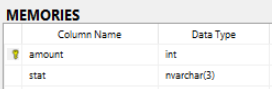 MEMORIES
Column Name Data Type
amount int
stat nvarchar(3)